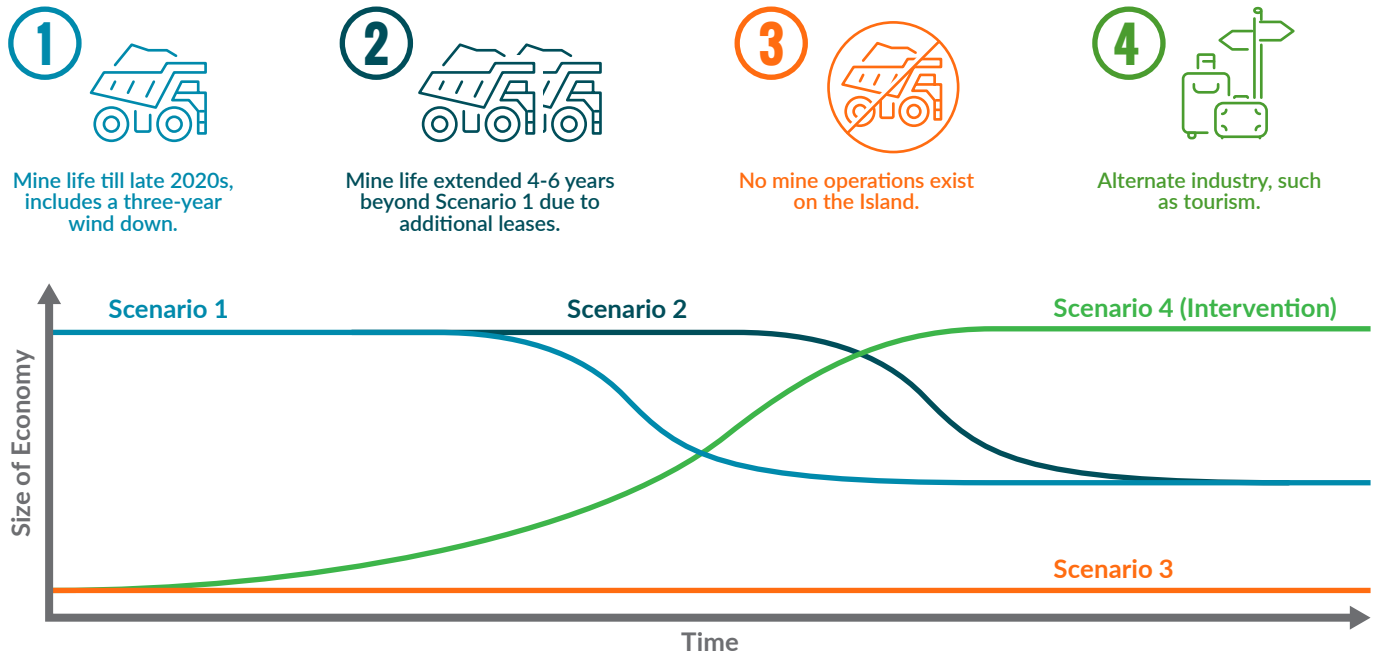 1
Mine life till late 2020s,
includes a three-year
wind down.
2
Mine life extended 4-6 years
beyond Scenario 1 due to
additional leases.
3
No mine operations exist
on the Island.
4
Alternate industry, such
as tourism.
Scenario 1
Scenario 2
Scenario 4 (Intervention)
Size of Economy
Scenario 3
Time